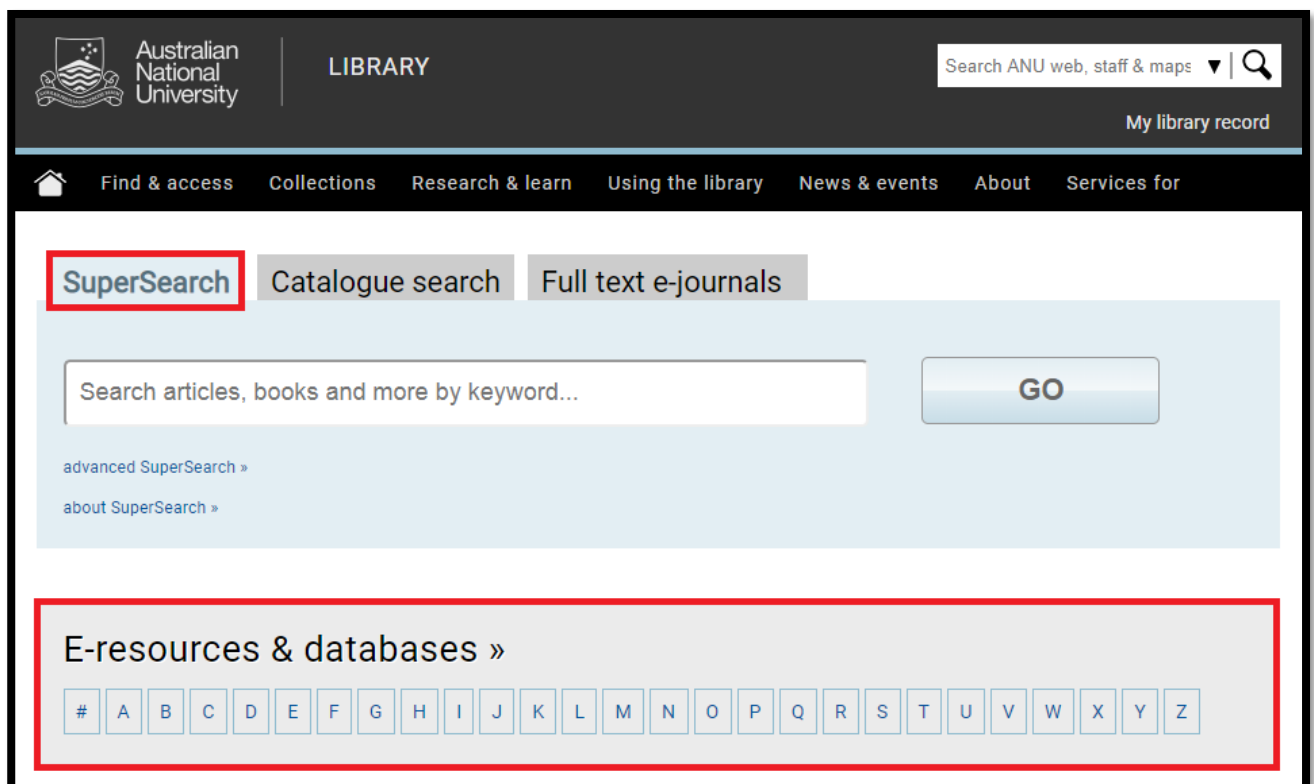 Australian
National
University
LIBRARY
Search ANU web, staff & maps ▼
My library record
Find & access Collections Research & learn Using the library News & events About Services for
SuperSearch Catalogue search Full text e-journals
Search articles, books and more by keyword...
GO
advanced SuperSearch »
about SuperSearch »
E-resources & databases »
# A B C D E F G H I J K L M N O P Q R S T U V W X Y Z